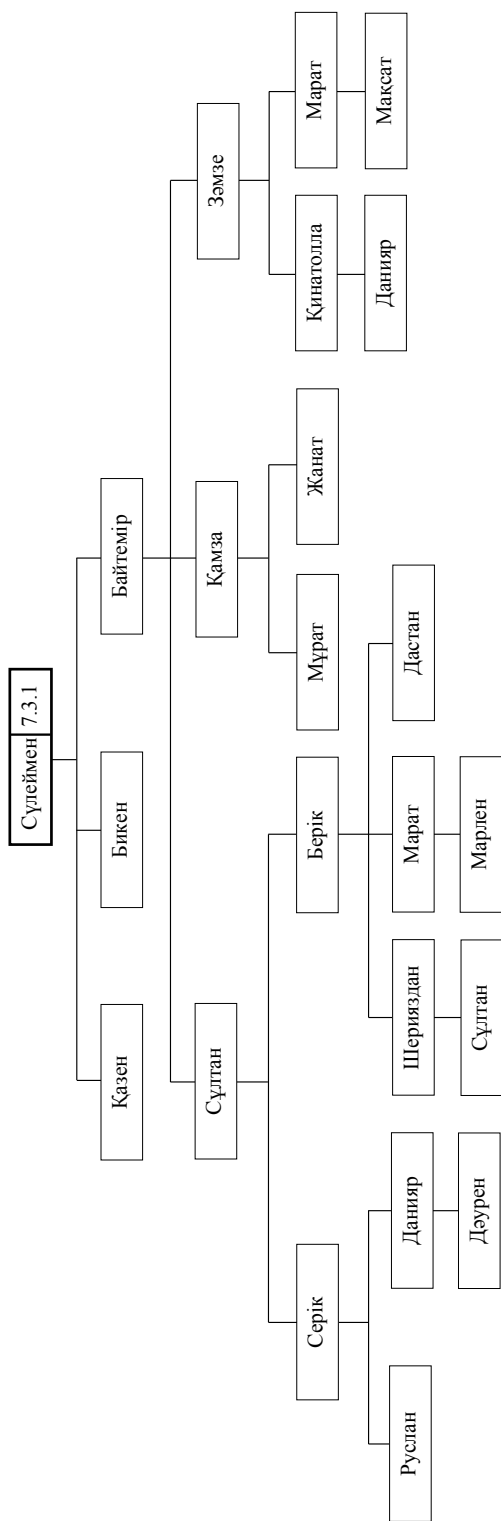 Сүлеймен 7.3.1
Қазен
Бикен
Байтемір
Сұлтан
Қамза
Зәмзе
Серік
Берік
Мұрат
Жанат
Қинатолла
Марат
Руслан
Данияр
Шерияздан
Марат
Дастан
Данияр
Мақсат
Дәурен
Сұлтан
Марлен